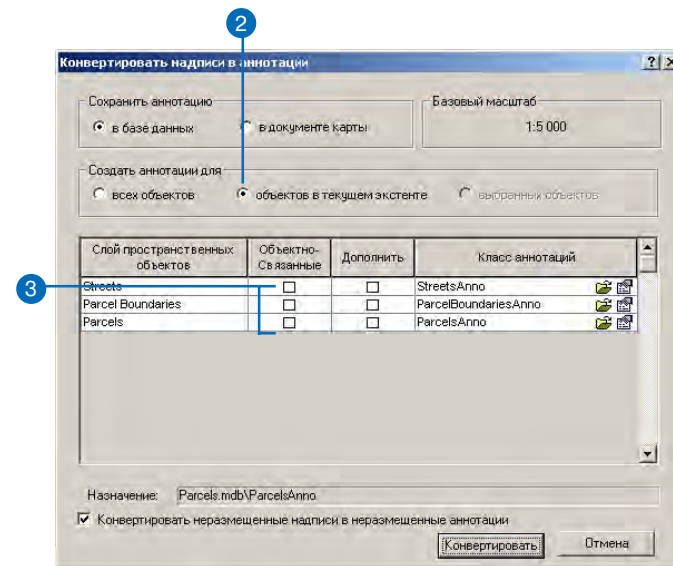 2
Конвертировать надписи в аннотации
Сохранить аннотацию
Базовый масштаб
в базе данных в документе карты 1:5 000
Создать аннотации для
всех объектов объектов в текущем экстенте выбранных объектов
Слой пространственных объектов Объектно-Связанные Дополнить Класс аннотаций
3
Streets StreetsAnno
Parcel Boundaries ParcelBoundariesAnno
Parcels ParcelsAnno
Назначение: Parcels.mdb\ParcelsAnno
Конвертировать неразмещенные надписи в неразмещенные аннотации
Конвертировать Отмена